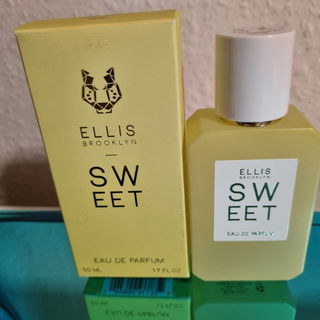 ELLIS
BROOKLYN
SW
EET
EAU DE PARFUM
50 ML 1.7 FL OZ
ELLIS
BROOKLYN
SW
EET
EAU DE PARFUM